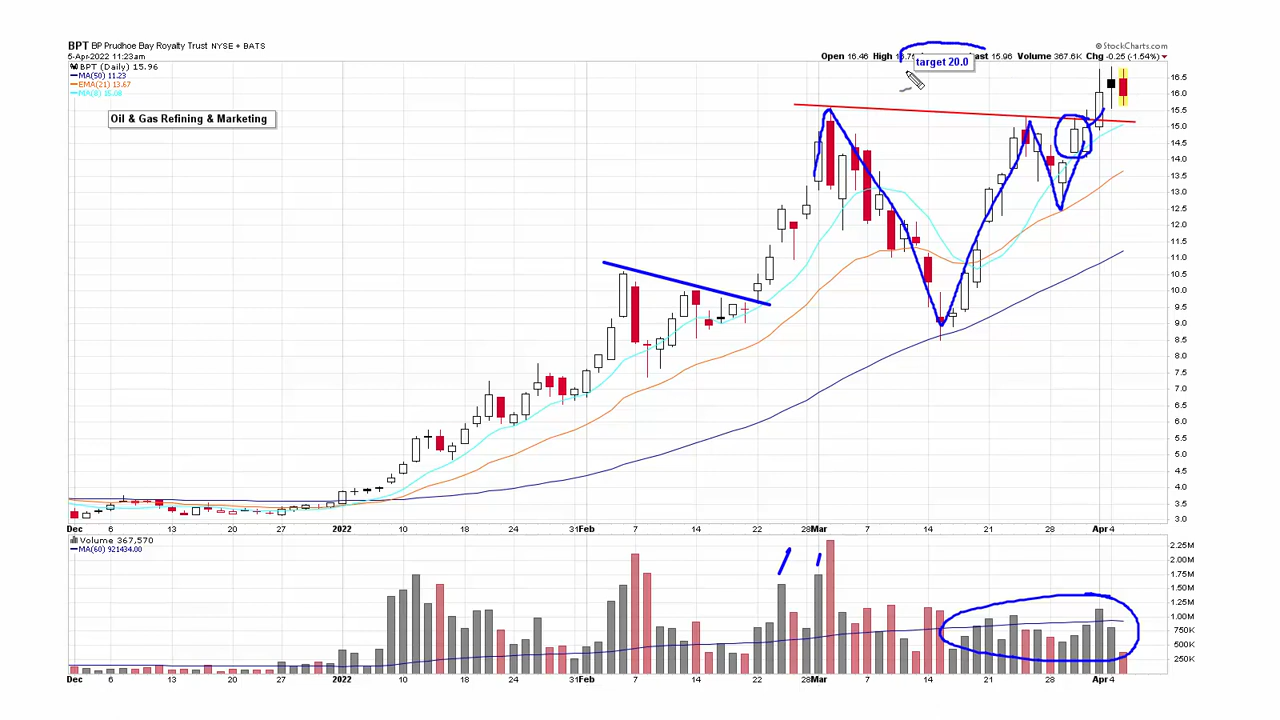 BPT BP Prudhoe Bay Royalty Trust NYSE + BATS
© StockCharts.com
5-Apr-2022 11:23am
Open 16.46 High Last 15.96 Volume 367.6K Chg -0.25 (-1.54%)
target 20.0
BPT (Daily) 15.96
MA(50) 11.23
EMA(21) 13.67
MA(8) 15.08
Oil & Gas Refining & Marketing
16.5
16.0
15.5
15.0
14.5
14.0
13.5
13.0
12.5
12.0
11.5
11.0
10.5
10.0
9.5
9.0
8.5
8.0
7.5
7.0
6.5
6.0
5.5
5.0
4.5
4.0
3.5
3.0
Dec 6 13 20 27 2022 10 18 24 31 Feb 7 14 22 28 Mar 7 14 21 28 Apr 4
Volume 367,570
MA(60) 921434.00
2.25M
2.00M
1.75M
1.50M
1.25M
1.00M
750K
500K
250K
Dec 6 13 20 27 2022 10 18 24 31 Feb 7 14 22 28 Mar 7 14 21 28 Apr 4